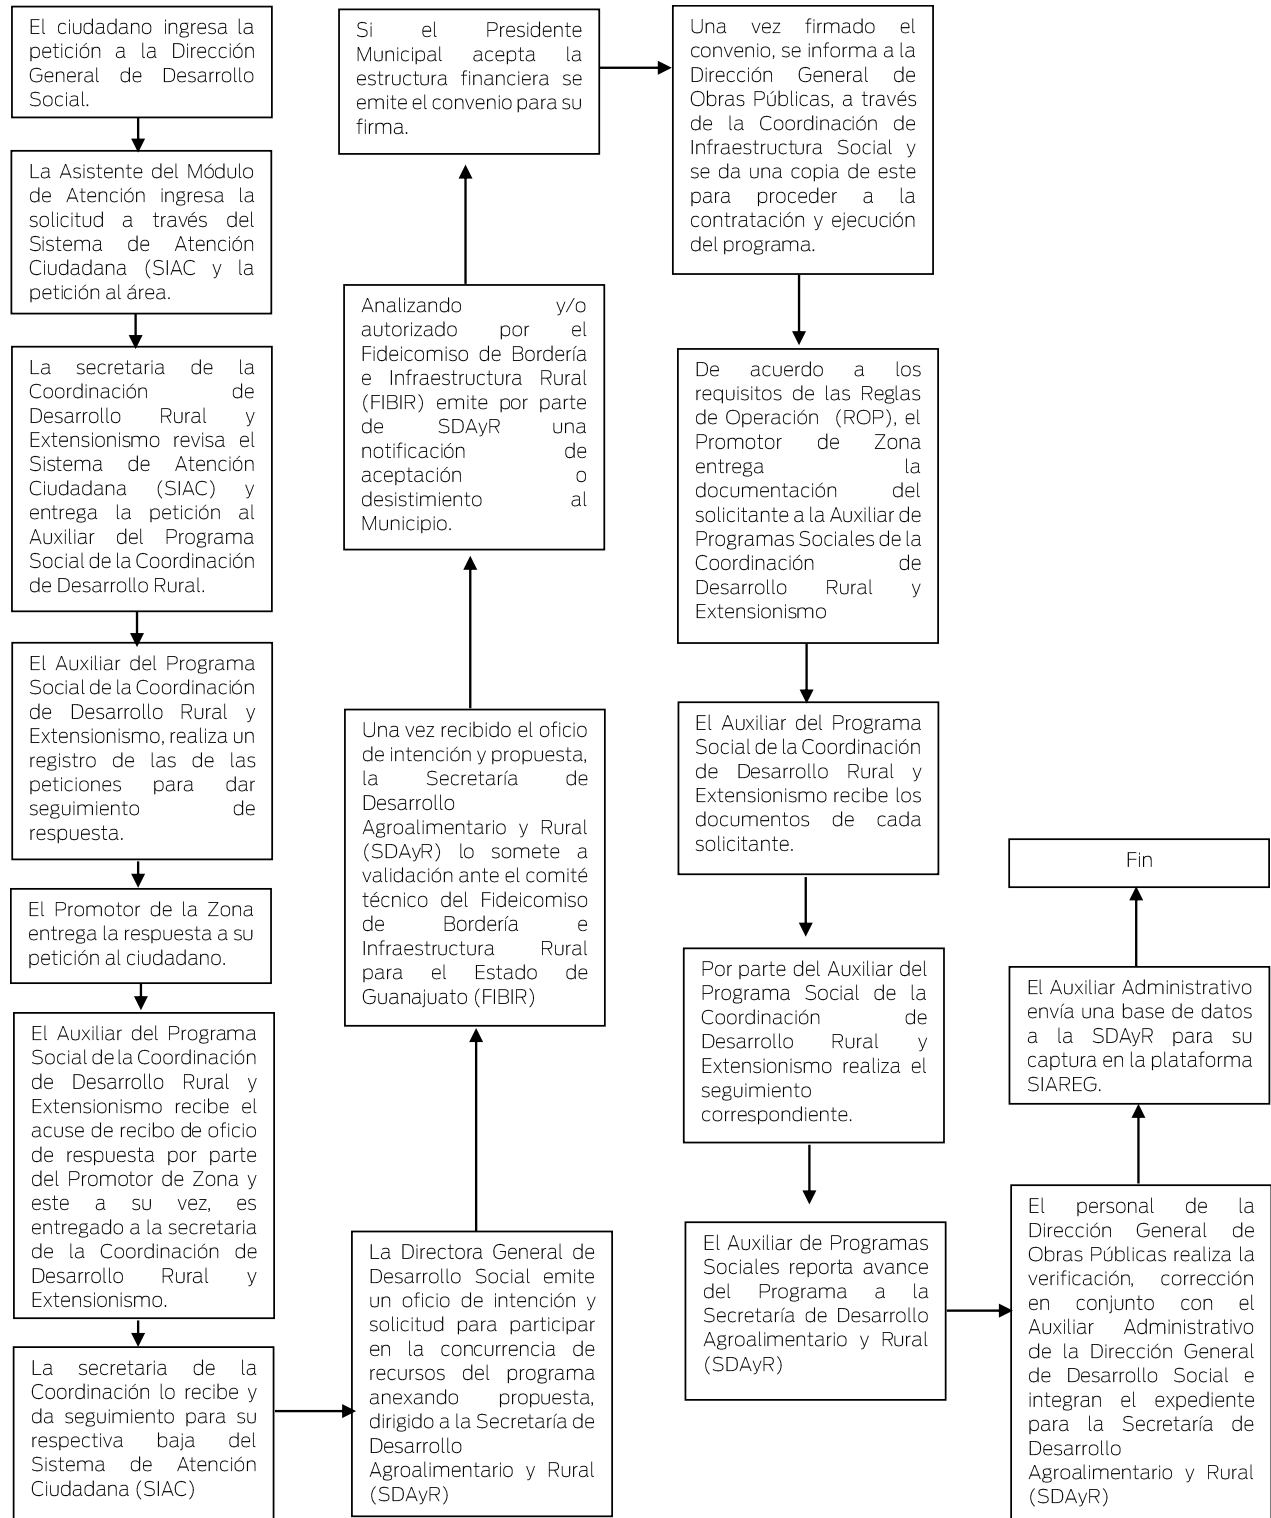 El ciudadano ingresa la
petición a la Dirección
General de Desarrollo
Social.
La Asistente del Módulo
de Atención ingresa la
solicitud a través del
Sistema de Atención
Ciudadana (SIAC y la
petición al área.
La secretaria de la
Coordinación de
Desarrollo Rural y
Extensionismo revisa el
Sistema de Atención
Ciudadana (SIAC) y
entrega la petición al
Auxiliar del Programa
Social de la Coordinación
de Desarrollo Rural.
El Auxiliar del Programa
Social de la Coordinación
de Desarrollo Rural y
Extensionismo, realiza un
registro de las de las
peticiones para dar
seguimiento de
respuesta.
El Promotor de la Zona
entrega la respuesta a su
petición al ciudadano.
El Auxiliar del Programa
Social de la Coordinación
de Desarrollo Rural y
Extensionismo recibe el
acuse de recibo de oficio
de respuesta por parte
del Promotor de Zona y
este a su vez, es
entregado a la secretaria
de la Coordinación de
Desarrollo Rural y
Extensionismo.
La secretaria de la
Coordinación lo recibe y
da seguimiento para su
respectiva baja del
Sistema de Atención
Ciudadana (SIAC)
La Directora General de
Desarrollo Social emite
un oficio de intención y
solicitud para participar
en la concurrencia de
recursos del programa
anexando propuesta,
dirigido a la Secretaría de
Desarrollo
Agroalimentario y Rural
(SDAyR)
Una vez recibido el oficio
de intención y propuesta,
la Secretaría de
Desarrollo
Agroalimentario y Rural
(SDAyR) lo somete a
validación ante el comité
técnico del Fideicomiso
de Bordería e
Infraestructura Rural
para el Estado de
Guanajuato (FIBIR)
Analizando y/o
autorizado por el
Fideicomiso de Bordería
e Infraestructura Rural
(FIBIR) emite por parte
de SDAyR una
notificación de
aceptación o
desistimiento al
Municipio.
Si el Presidente
Municipal acepta la
estructura financiera se
emite el convenio para su
firma.
Una vez firmado el
convenio, se informa a la
Dirección General de
Obras Públicas, a través
de la Coordinación de
Infraestructura Social y
se da una copia de este
para proceder a la
contratación y ejecución
del programa.
De acuerdo a los
requisitos de las Reglas
de Operación (ROP), el
Promotor de Zona
entrega la
documentación del
solicitante a la Auxiliar de
Programas Sociales de la
Coordinación de
Desarrollo Rural y
Extensionismo
El Auxiliar del Programa
Social de la Coordinación
de Desarrollo Rural y
Extensionismo recibe los
documentos de cada
solicitante.
Por parte del Auxiliar del
Programa Social de la
Coordinación de
Desarrollo Rural y
Extensionismo realiza el
seguimiento
correspondiente.
El Auxiliar de Programas
Sociales reporta avance
del Programa a la
Secretaría de Desarrollo
Agroalimentario y Rural
(SDAyR)
El personal de la
Dirección General de
Obras Públicas realiza la
verificación, corrección
en conjunto con el
Auxiliar Administrativo
de la Dirección General
de Desarrollo Social e
integran el expediente
para la Secretaría de
Desarrollo
Agroalimentario y Rural
(SDAyR)
El Auxiliar Administrativo
envía una base de datos
a la SDAyR para su
captura en la plataforma
SIAREG.
Fin